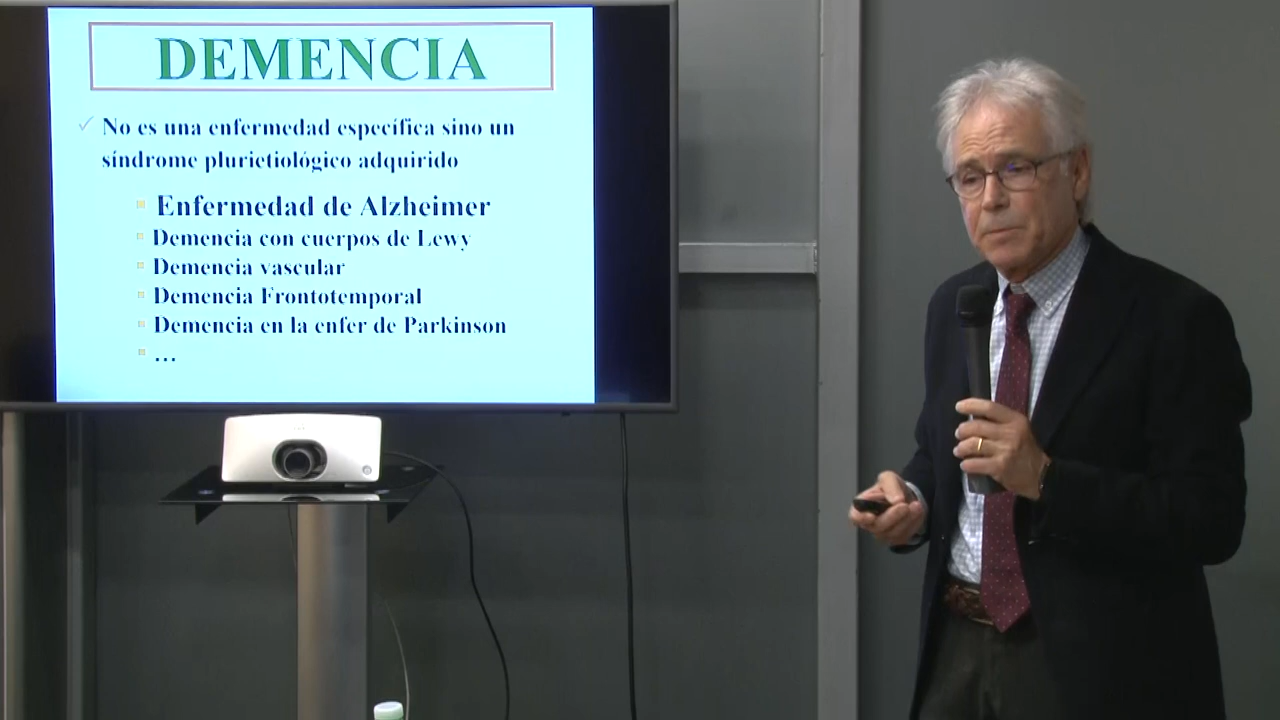 DEMENCIA
No es una enfermedad específica sino un
síndrome plurietiológico adquirido
Enfermedad de Alzheimer
Demencia con cuerpos de Lewy
Demencia vascular
Demencia Frontotemporal
Demencia en la enfer de Parkinson
...